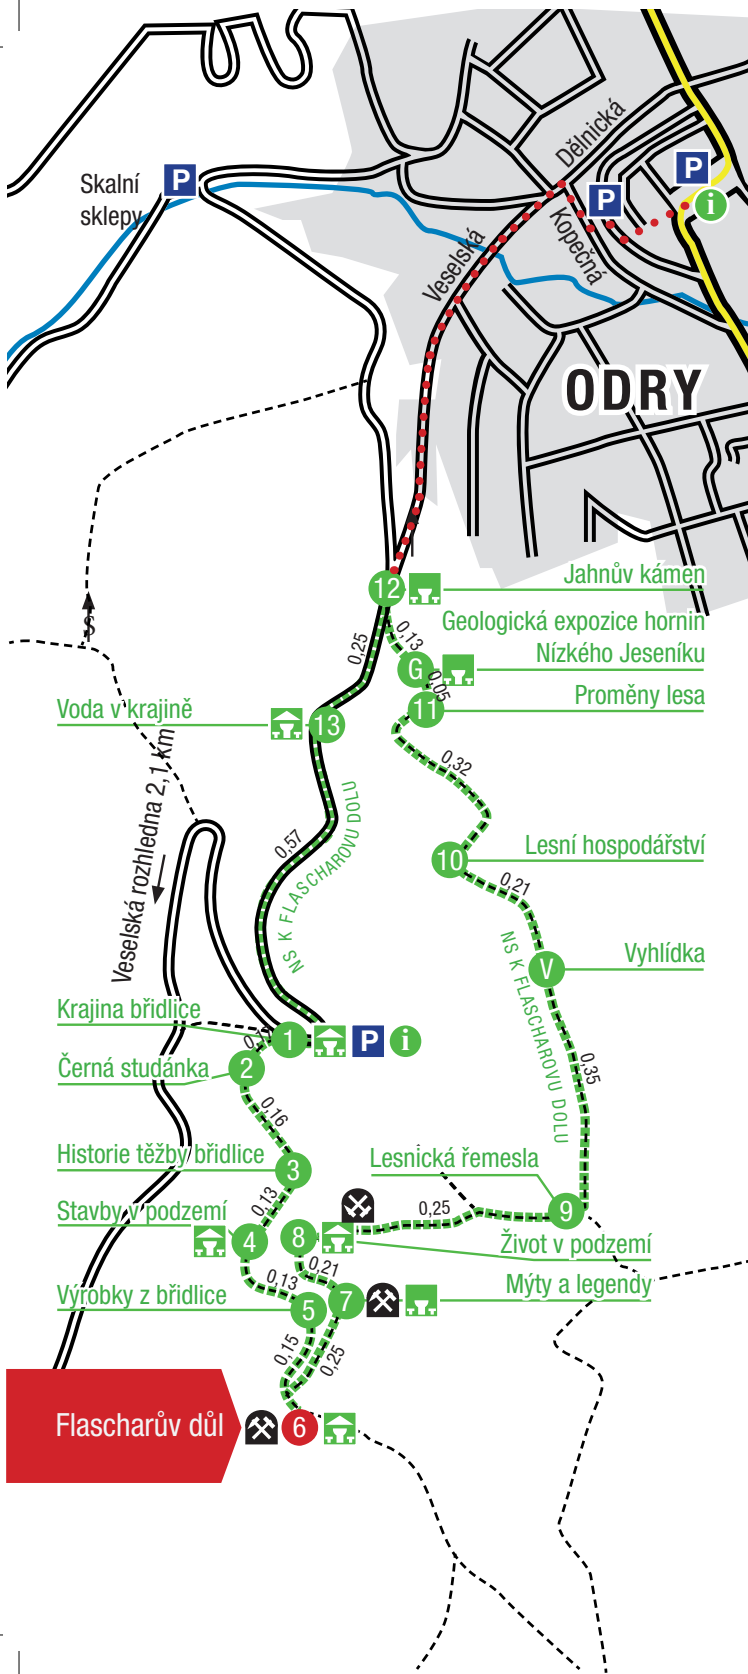 Dělnická
P
Skalní
sklepy
P
P
i
Kopečná
Veselská
ODRY
12
Jahnův kámen
S
0,13
Geologická expozice hornin
Nízkého Jeseníku
0,25
G
0,05
11
Proměny lesa
Voda v krajině
13
0,32
Veselská rozhledna 2,1 km
0,57
NS K FLASCHAROVU DOLU
10
Lesní hospodářství
0,21
NS K FLASCHAROVU DOLU
V
Vyhlídka
Krajina břidlice
1
P
i
Černá studánka
2
0,35
0,16
Historie těžby břidlice
3
Lesnická řemesla
0,13
Stavby v podzemí
4
8
0,25
9
Život v podzemí
0,21
0,13
Výrobky z břidlice
5
7
Mýty a legendy
0,15
0,25
Flascharův důl
6